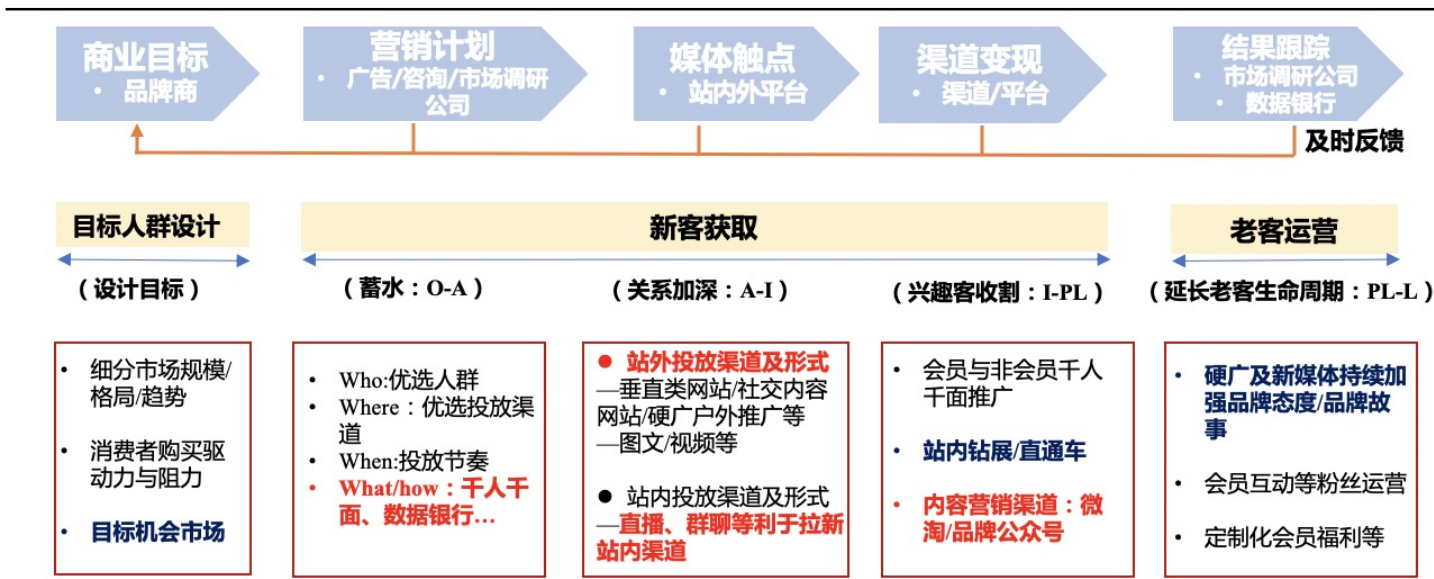 商业目标
• 品牌商
营销计划
• 广告/咨询/市场调研
公司
媒体触点
• 站内外平台
渠道变现
• 渠道/平台
结果跟踪
• 市场调研公司
• 数据银行
及时反馈
目标人群设计
新客获取
老客运营
（设计目标）
（蓄水：O-A）
（关系加深：A-I）
（兴趣客收割：I-PL）
（延长老客生命周期：PL-L）
• 细分市场规模/
格局/趋势
• 消费者购买驱
动力与阻力
• 目标机会市场
• Who:优选人群
• Where：优选投放渠
道
• When:投放节奏
• What/how：千人千
面、数据银行…
● 站外投放渠道及形式
—垂直类网站/社交内容
网站/硬广户外推广等
—图文/视频等
● 站内投放渠道及形式
—直播、群聊等利于拉新
站内渠道
• 会员与非会员千人
千面推广
• 站内钻展/直通车
• 内容营销渠道：微
淘/品牌公众号
• 硬广及新媒体持续加
强品牌态度/品牌故
事
• 会员互动等粉丝运营
• 定制化会员福利等